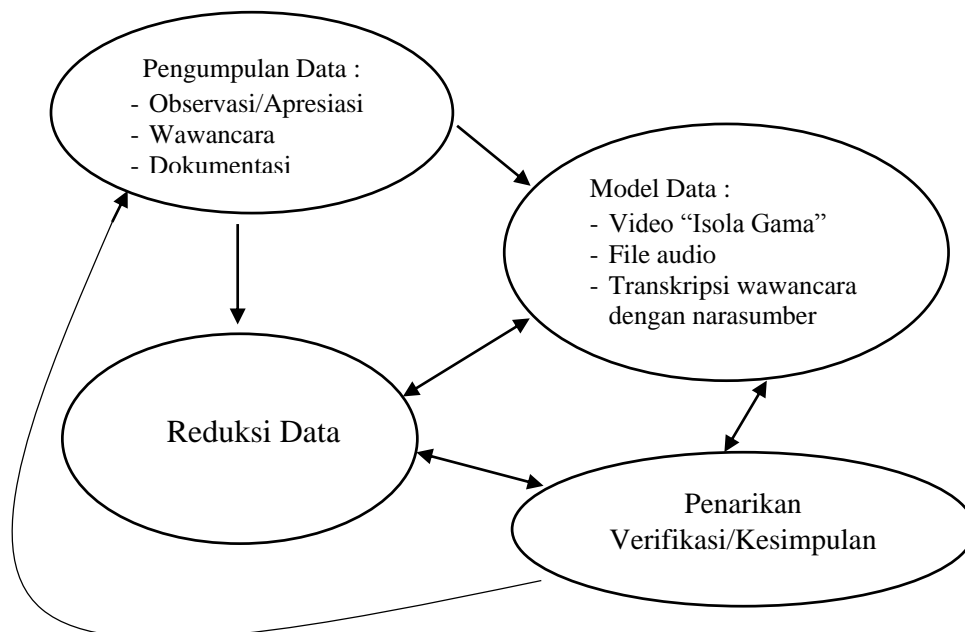 Pengumpulan Data :
- Observasi/Apresiasi
- Wawancara
- Dokumentasi
Model Data :
- Video “Isola Gama”
- File audio
- Transkripsi wawancara
dengan narasumber
Reduksi Data
Penarikan
Verifikasi/Kesimpulan